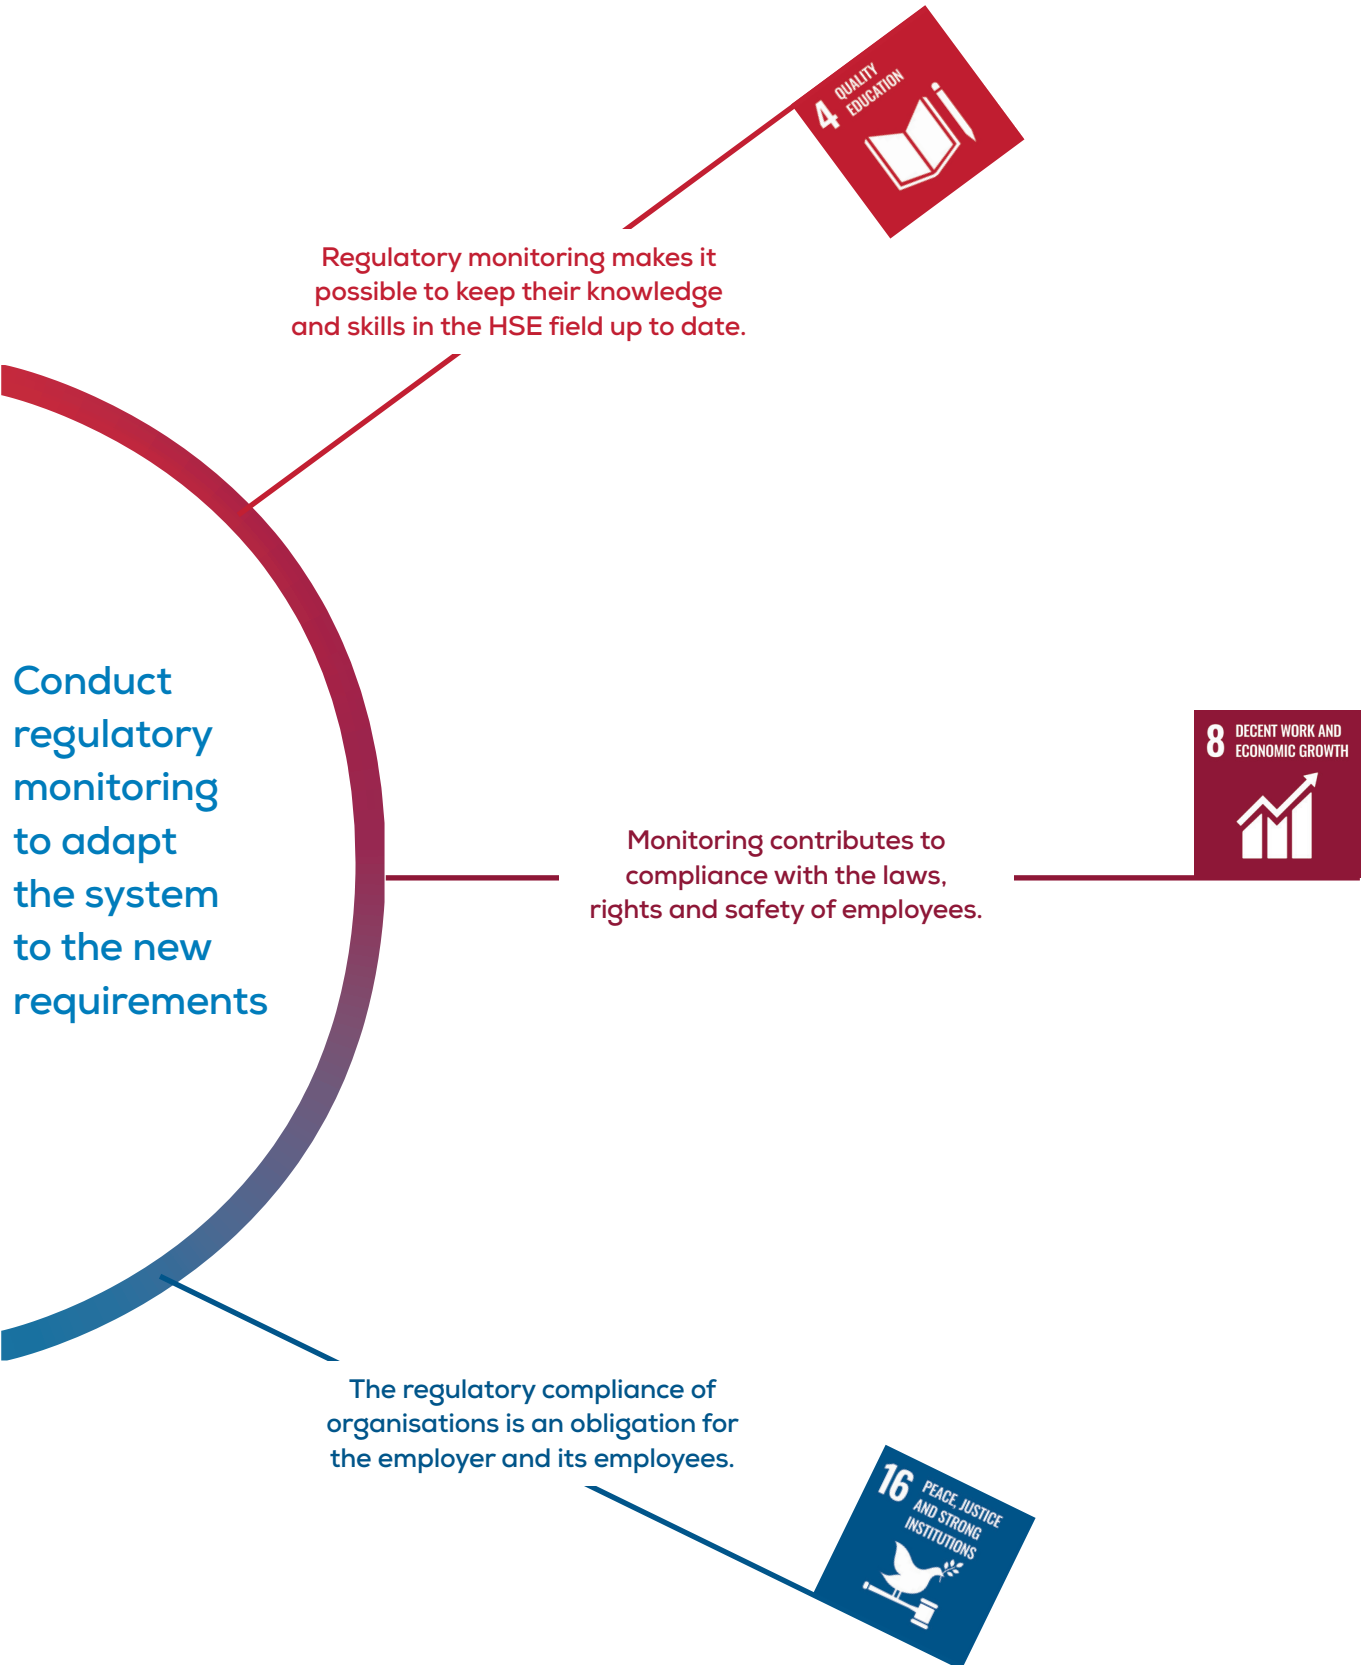 4 QUALITY
EDUCATION
Regulatory monitoring makes it
possible to keep their knowledge
and skills in the HSE field up to date.
Conduct
regulatory
monitoring
to adapt
the system
to the new
requirements
8 DECENT WORK AND
ECONOMIC GROWTH
Monitoring contributes to
compliance with the laws,
rights and safety of employees.
The regulatory compliance of
organisations is an obligation for
the employer and its employees.
16 PEACE, JUSTICE
AND STRONG
INSTITUTIONS